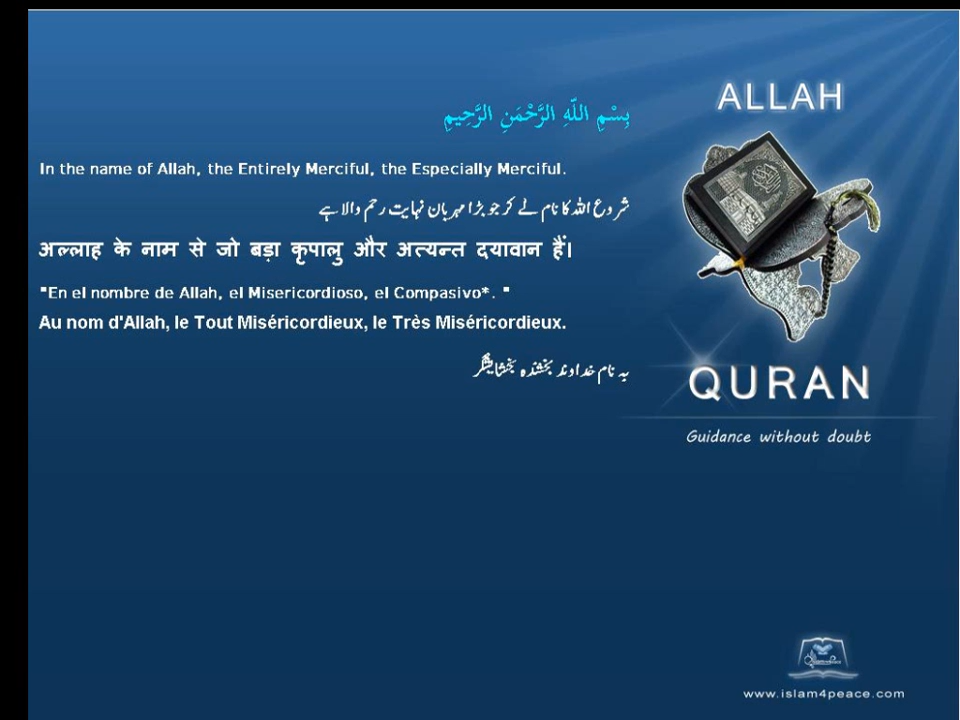 بِسْمِ اللَّهِ الرَّحْمَنِ الرَّحِيمِ
In the name of Allah, the Entirely Merciful, the Especially Merciful.
شروع الله کا نام لے کر جو بڑا مہربان نہایت رحم والا ہے
अल्लाह के नाम से जो बड़ा कृपालु और अत्यन्त दयावान हैं।
"En el nombre de Allah, el Misericordioso, el Compasivo*. "
Au nom d'Allah, le Tout Miséricordieux, le Très Miséricordieux.
به نام خداوند بخشنده بخشایشگر
ALLAH
QURAN
Guidance without doubt
www.islam4peace.com